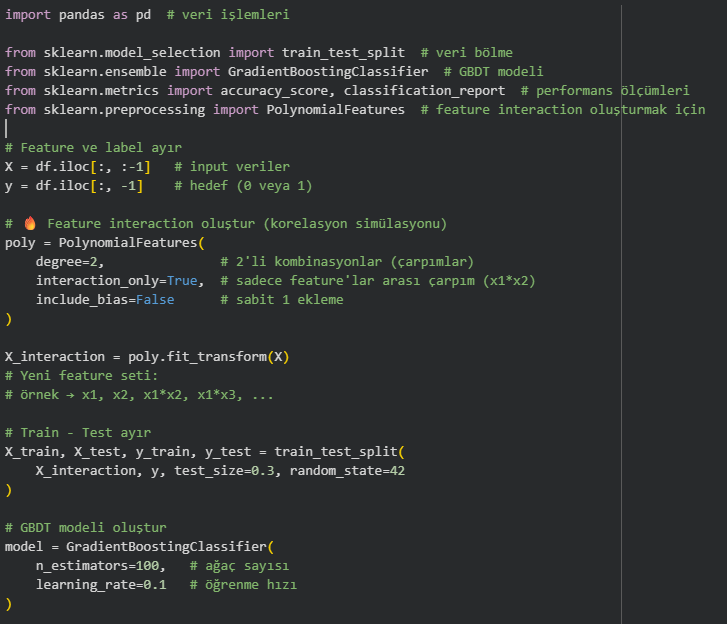 import pandas as pd  # veri işlemleri
from sklearn.model_selection import train_test_split  # veri bölme
from sklearn.ensemble import GradientBoostingClassifier  # GBDT modeli
from sklearn.metrics import accuracy_score, classification_report  # performans ölçümleri
from sklearn.preprocessing import PolynomialFeatures  # feature interaction oluşturmak için
# Feature ve label ayır
X = df.iloc[:, :-1]   # input veriler
y = df.iloc[:, -1]    # hedef (0 veya 1)
# 🔥 Feature interaction oluştur (korelasyon simülasyonu)
poly = PolynomialFeatures(
    degree=2,               # 2'li kombinasyonlar (çarpımlar)
    interaction_only=True,  # sadece feature'lar arası çarpım (x1*x2)
    include_bias=False      # sabit 1 ekleme
)
X_interaction = poly.fit_transform(X)
# Yeni feature seti:
# örnek → x1, x2, x1*x2, x1*x3, ...
# Train - Test ayır
X_train, X_test, y_train, y_test = train_test_split(
    X_interaction, y, test_size=0.3, random_state=42
)
# GBDT modeli oluştur
model = GradientBoostingClassifier(
    n_estimators=100,   # ağaç sayısı
    learning_rate=0.1   # öğrenme hızı
)